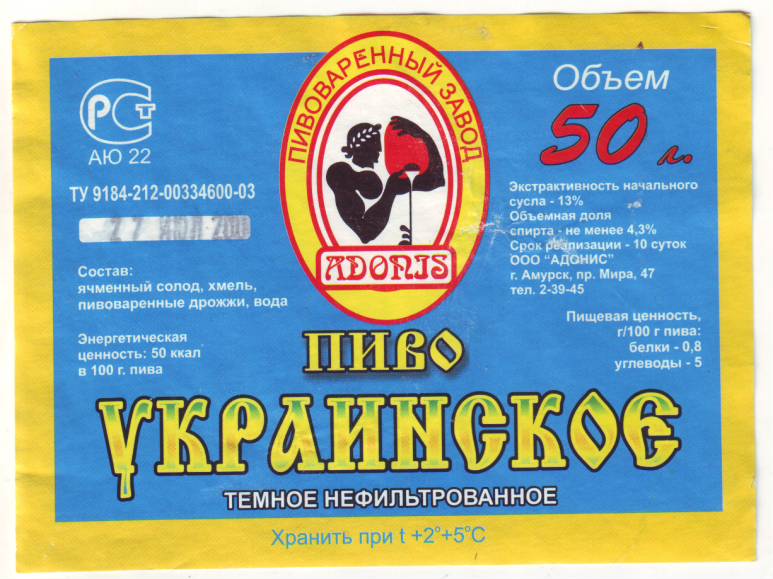 ПИВОВАРЕННЫЙ ЗАВОД
ADONIS
РСТ
АЮ 22
ТУ 9184-212-00334600-03
Состав:
ячменный солод, хмель,
пивоваренные дрожжи, вода
Энергетическая
ценность: 50 ккал
в 100 г. пива
Объем
50 л.
Экстрактивность начального
сусла - 13%
Объемная доля
спирта - не менее 4,3%
Срок реализации - 10 суток
ООО “АДОНИС”
г. Амурск, пр. Мира, 47
тел. 2-39-45
Пищевая ценность,
г/100 г пива:
белки - 0,8
углеводы - 5
ПИВО
УКРАИНСКОЕ
ТЕМНОЕ НЕФИЛЬТРОВАННОЕ
Хранить при t +2°+5°С